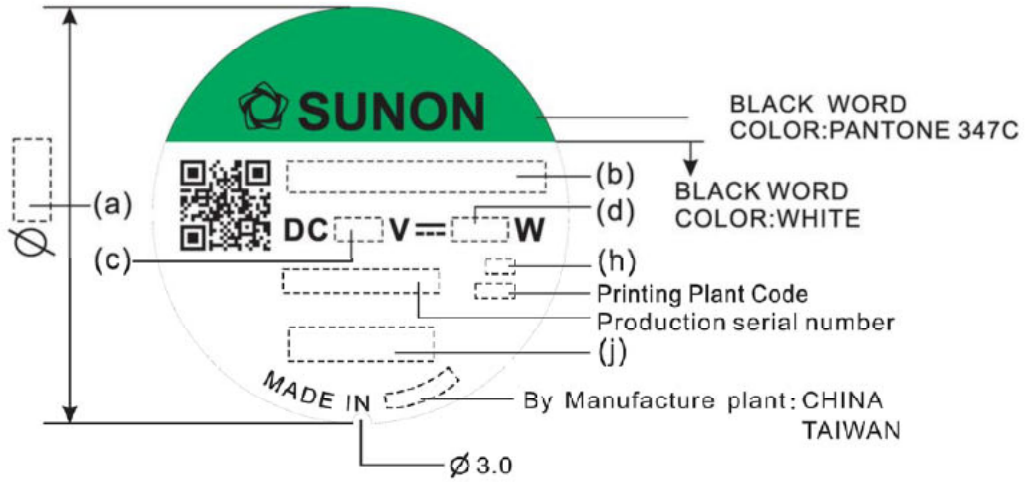 SUNON
BLACK WORD
COLOR:PANTONE 347C
BLACK WORD
COLOR:WHITE
(a)
Ø
(b)
(d)
DC V W
(c)
(h)
Printing Plant Code
Production serial number
(j)
MADE IN
By Manufacture plant: CHINA
TAIWAN
Ø 3.0